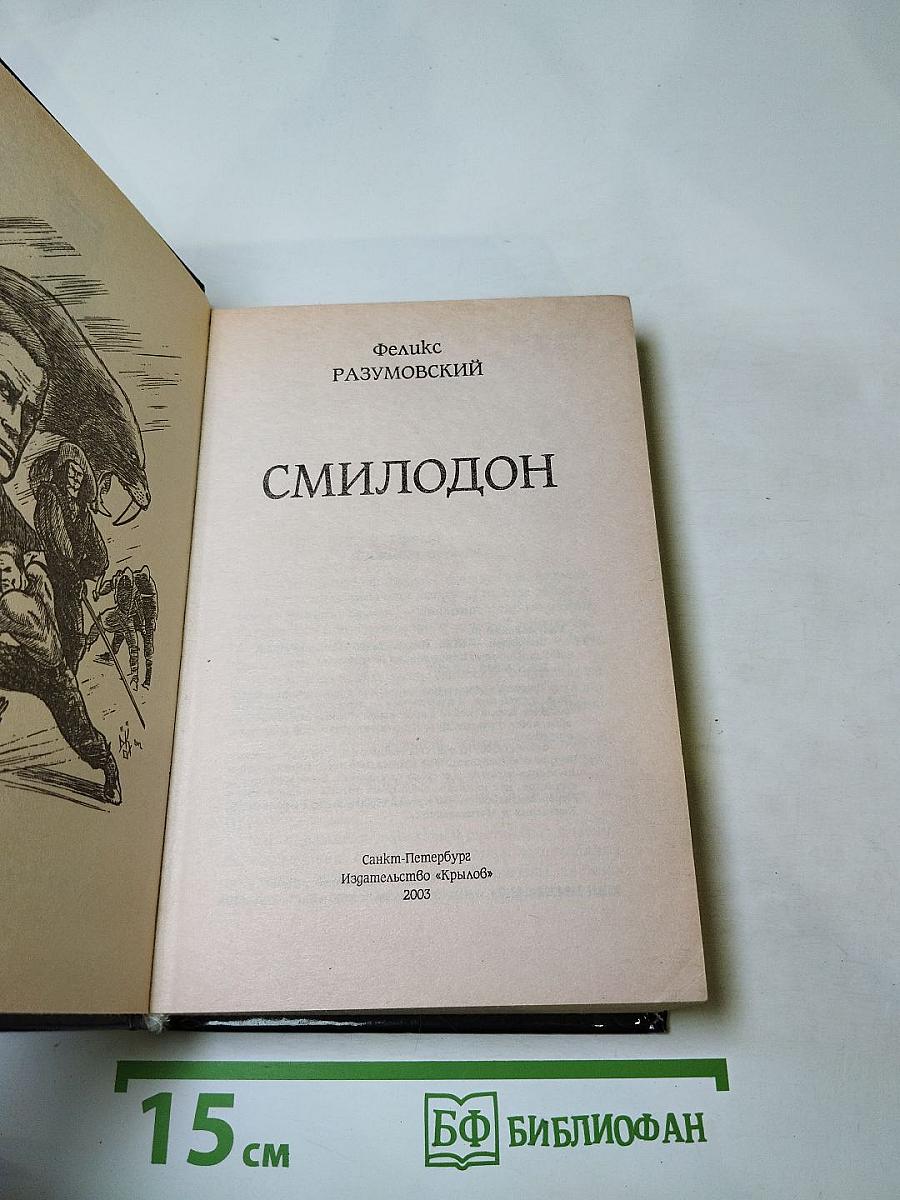 Феликс
РАЗУМОВСКИЙ
СМИЛОДОН
Санкт-Петербург
Издательство «Крылов»
2003
15 см
БФ БИБЛИОФАН